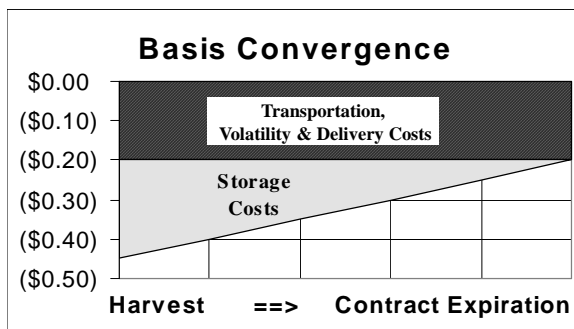 Basis Convergence
$0.00
($0.10)
($0.20)
($0.30)
($0.40)
($0.50)
Transportation,
Volatility & Delivery Costs
Storage
Costs
Harvest ==> Contract Expiration